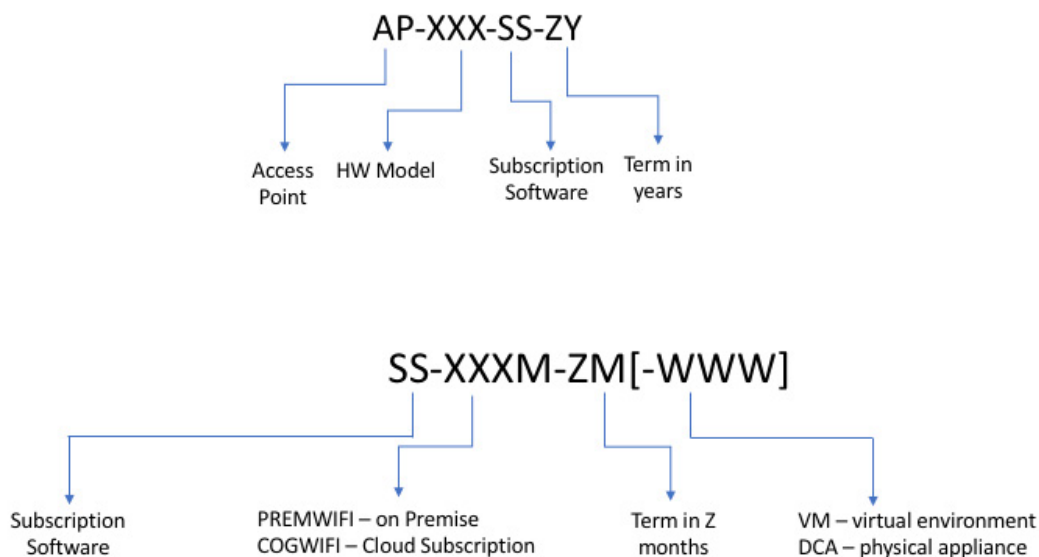 AP-XXX-SS-ZY
Access
Point
HW Model
Subscription
Software
Term in
years
SS-XXXM-ZM[-WWW]
Subscription
Software
PREMWIFI – on Premise
COGWIFI – Cloud Subscription
Term in Z
months
VM – virtual environment
DCA – physical appliance